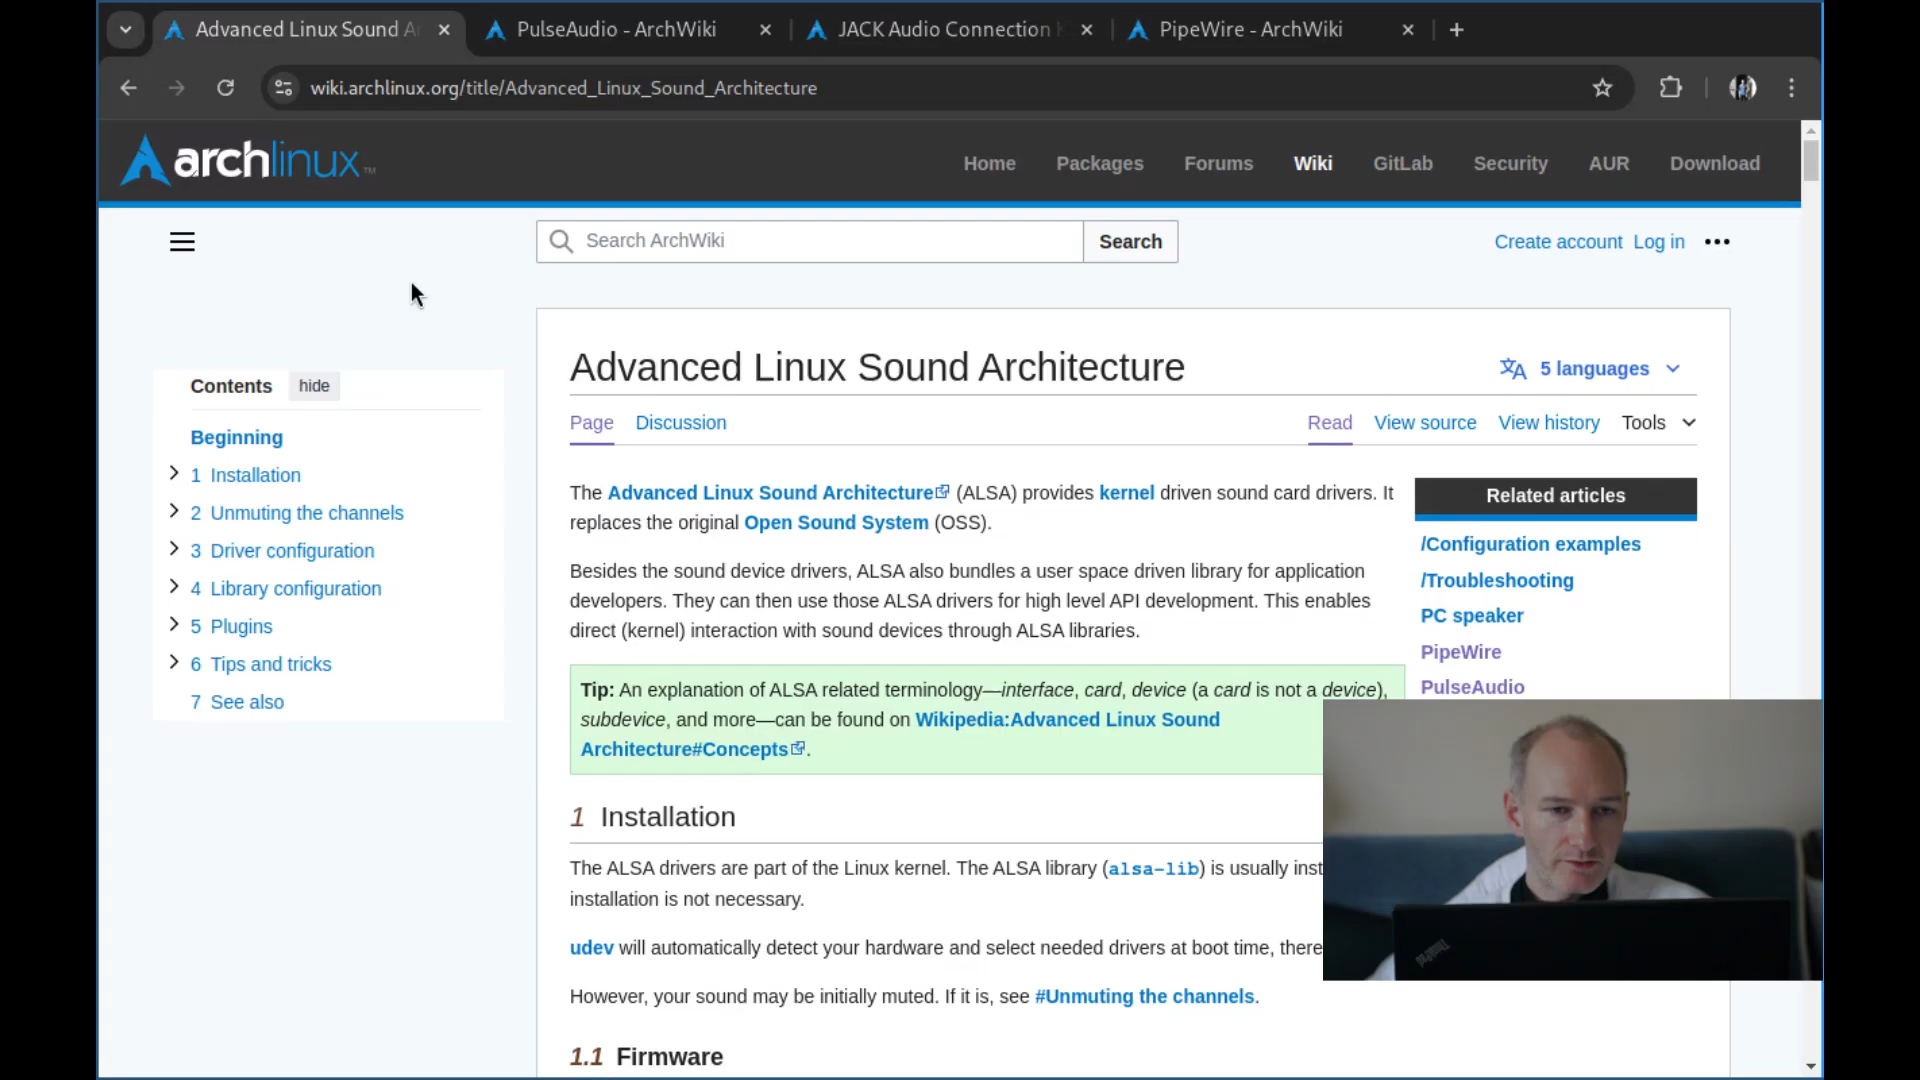 Advanced Linux Sound A
PulseAudio - ArchWiki
JACK Audio Connection
PipeWire - ArchWiki
wiki.archlinux.org/title/Advanced_Linux_Sound_Architecture
archlinux™
Home Packages Forums Wiki GitLab Security AUR Download
Search ArchWiki
Search
Create account Log in
Contents hide
Beginning
1 Installation
2 Unmuting the channels
3 Driver configuration
4 Library configuration
5 Plugins
6 Tips and tricks
7 See also
Advanced Linux Sound Architecture
5 languages
Page Discussion
Read View source View history Tools
The Advanced Linux Sound Architecture (ALSA) provides kernel driven sound card drivers. It
replaces the original Open Sound System (OSS).
Besides the sound device drivers, ALSA also bundles a user space driven library for application
developers. They can then use those ALSA drivers for high level API development. This enables
direct (kernel) interaction with sound devices through ALSA libraries.
Tip: An explanation of ALSA related terminology—interface, card, device (a card is not a device),
subdevice, and more—can be found on Wikipedia:Advanced Linux Sound
Architecture#Concepts.
Related articles
/Configuration examples
/Troubleshooting
PC speaker
PipeWire
PulseAudio
1 Installation
The ALSA drivers are part of the Linux kernel. The ALSA library (alsa-lib) is usually inst
installation is not necessary.
udev will automatically detect your hardware and select needed drivers at boot time, there
However, your sound may be initially muted. If it is, see #Unmuting the channels.
1.1 Firmware
ThinkPad